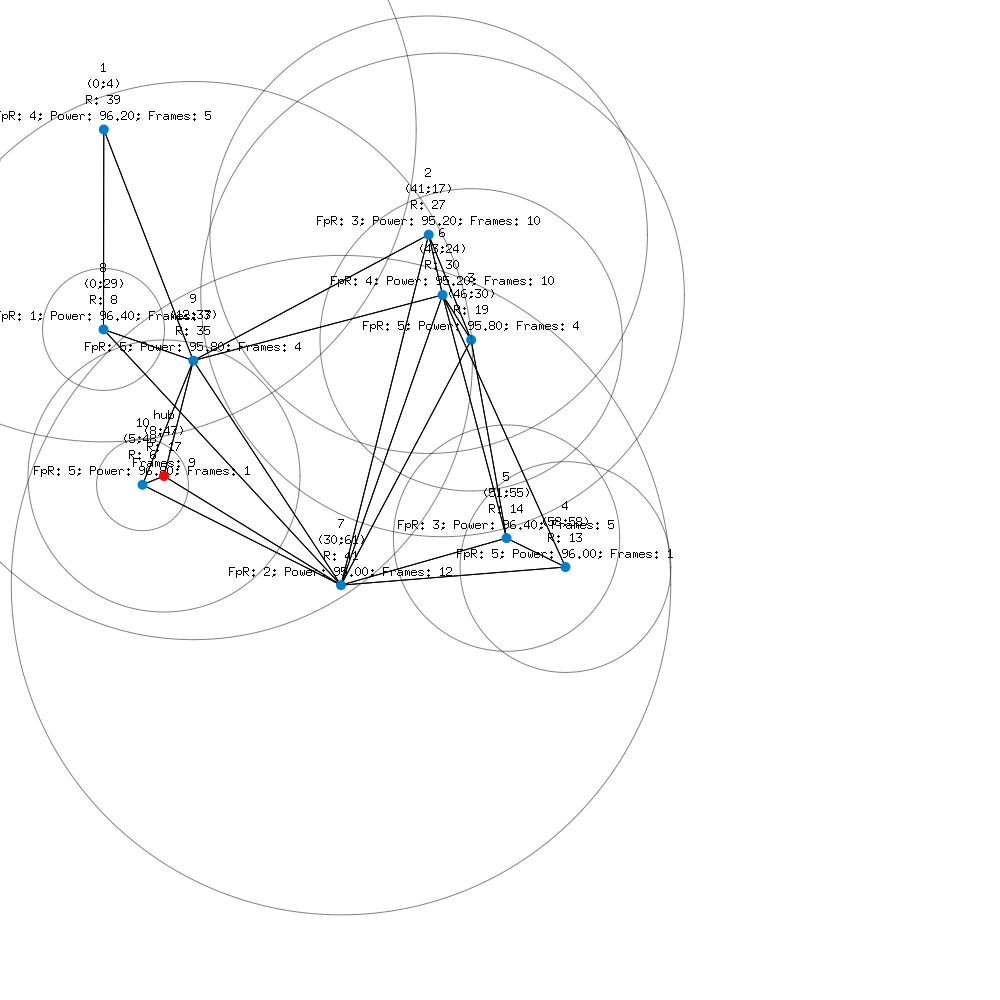 1
(0;4)
R: 39
FpR: 4; Power: 96.20; Frames: 5
2
(41;17)
R: 27
FpR: 3; Power: 95.20; Frames: 10
6
(43;24)
R: 30
FpR: 4; Power: 95.20; Frames: 10
3
(46;30)
R: 19
FpR: 5; Power: 95.80; Frames: 4
8
(0;29)
R: 8
FpR: 1; Power: 96.40; Frames: 1
9
(12;33)
R: 35
FpR: 6; Power: 95.80; Frames: 4
hub
(8;47)
R: 17
Frames: 9
10
(5;48)
R: 6
FpR: 5; Power: 96.; Frames: 1
5
(51;55)
R: 14
FpR: 3; Power: 96.40; Frames: 5
4
(58;58)
R: 13
FpR: 5; Power: 96.00; Frames: 1
7
(30;61)
R: 41
FpR: 2; Power: 95.00; Frames: 12